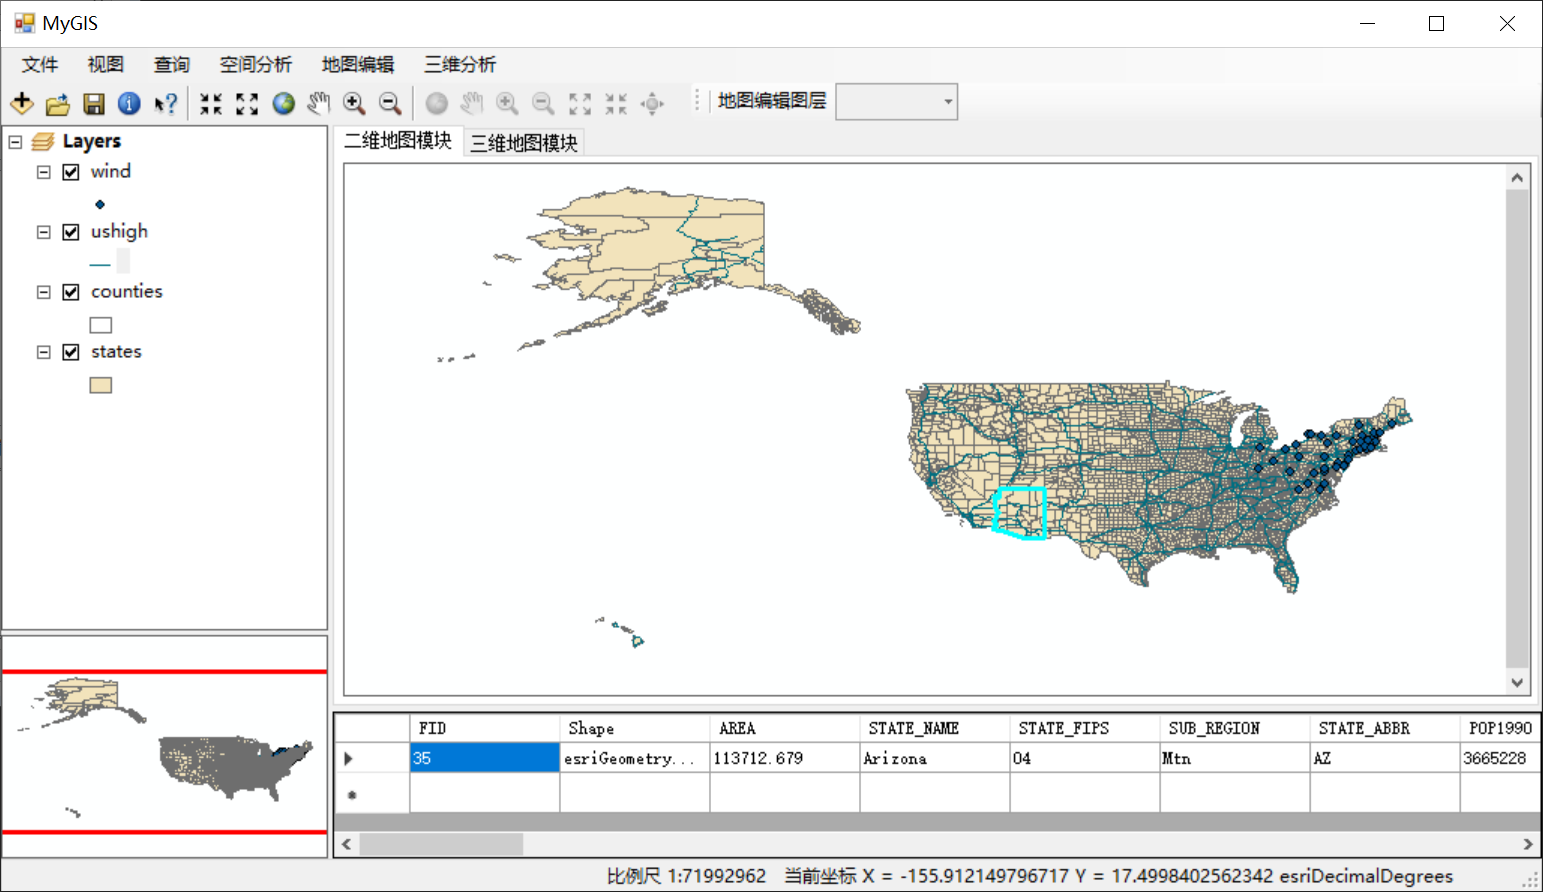 MyGIS
文件 视图 查询 空间分析 地图编辑 三维分析
地图编辑图层
Layers
wind
ushigh
counties
states
二维地图模块 三维地图模块
FID Shape AREA STATE_NAME STATE_FIPS SUB_REGION STATE_ABBR POP1990
35 esriGeometry... 113712.679 Arizona 04 Mtn AZ 3665228
比例尺 1:71992962 当前坐标 X = -155.912149796717 Y = 17.4998402562342 esriDecimalDegrees